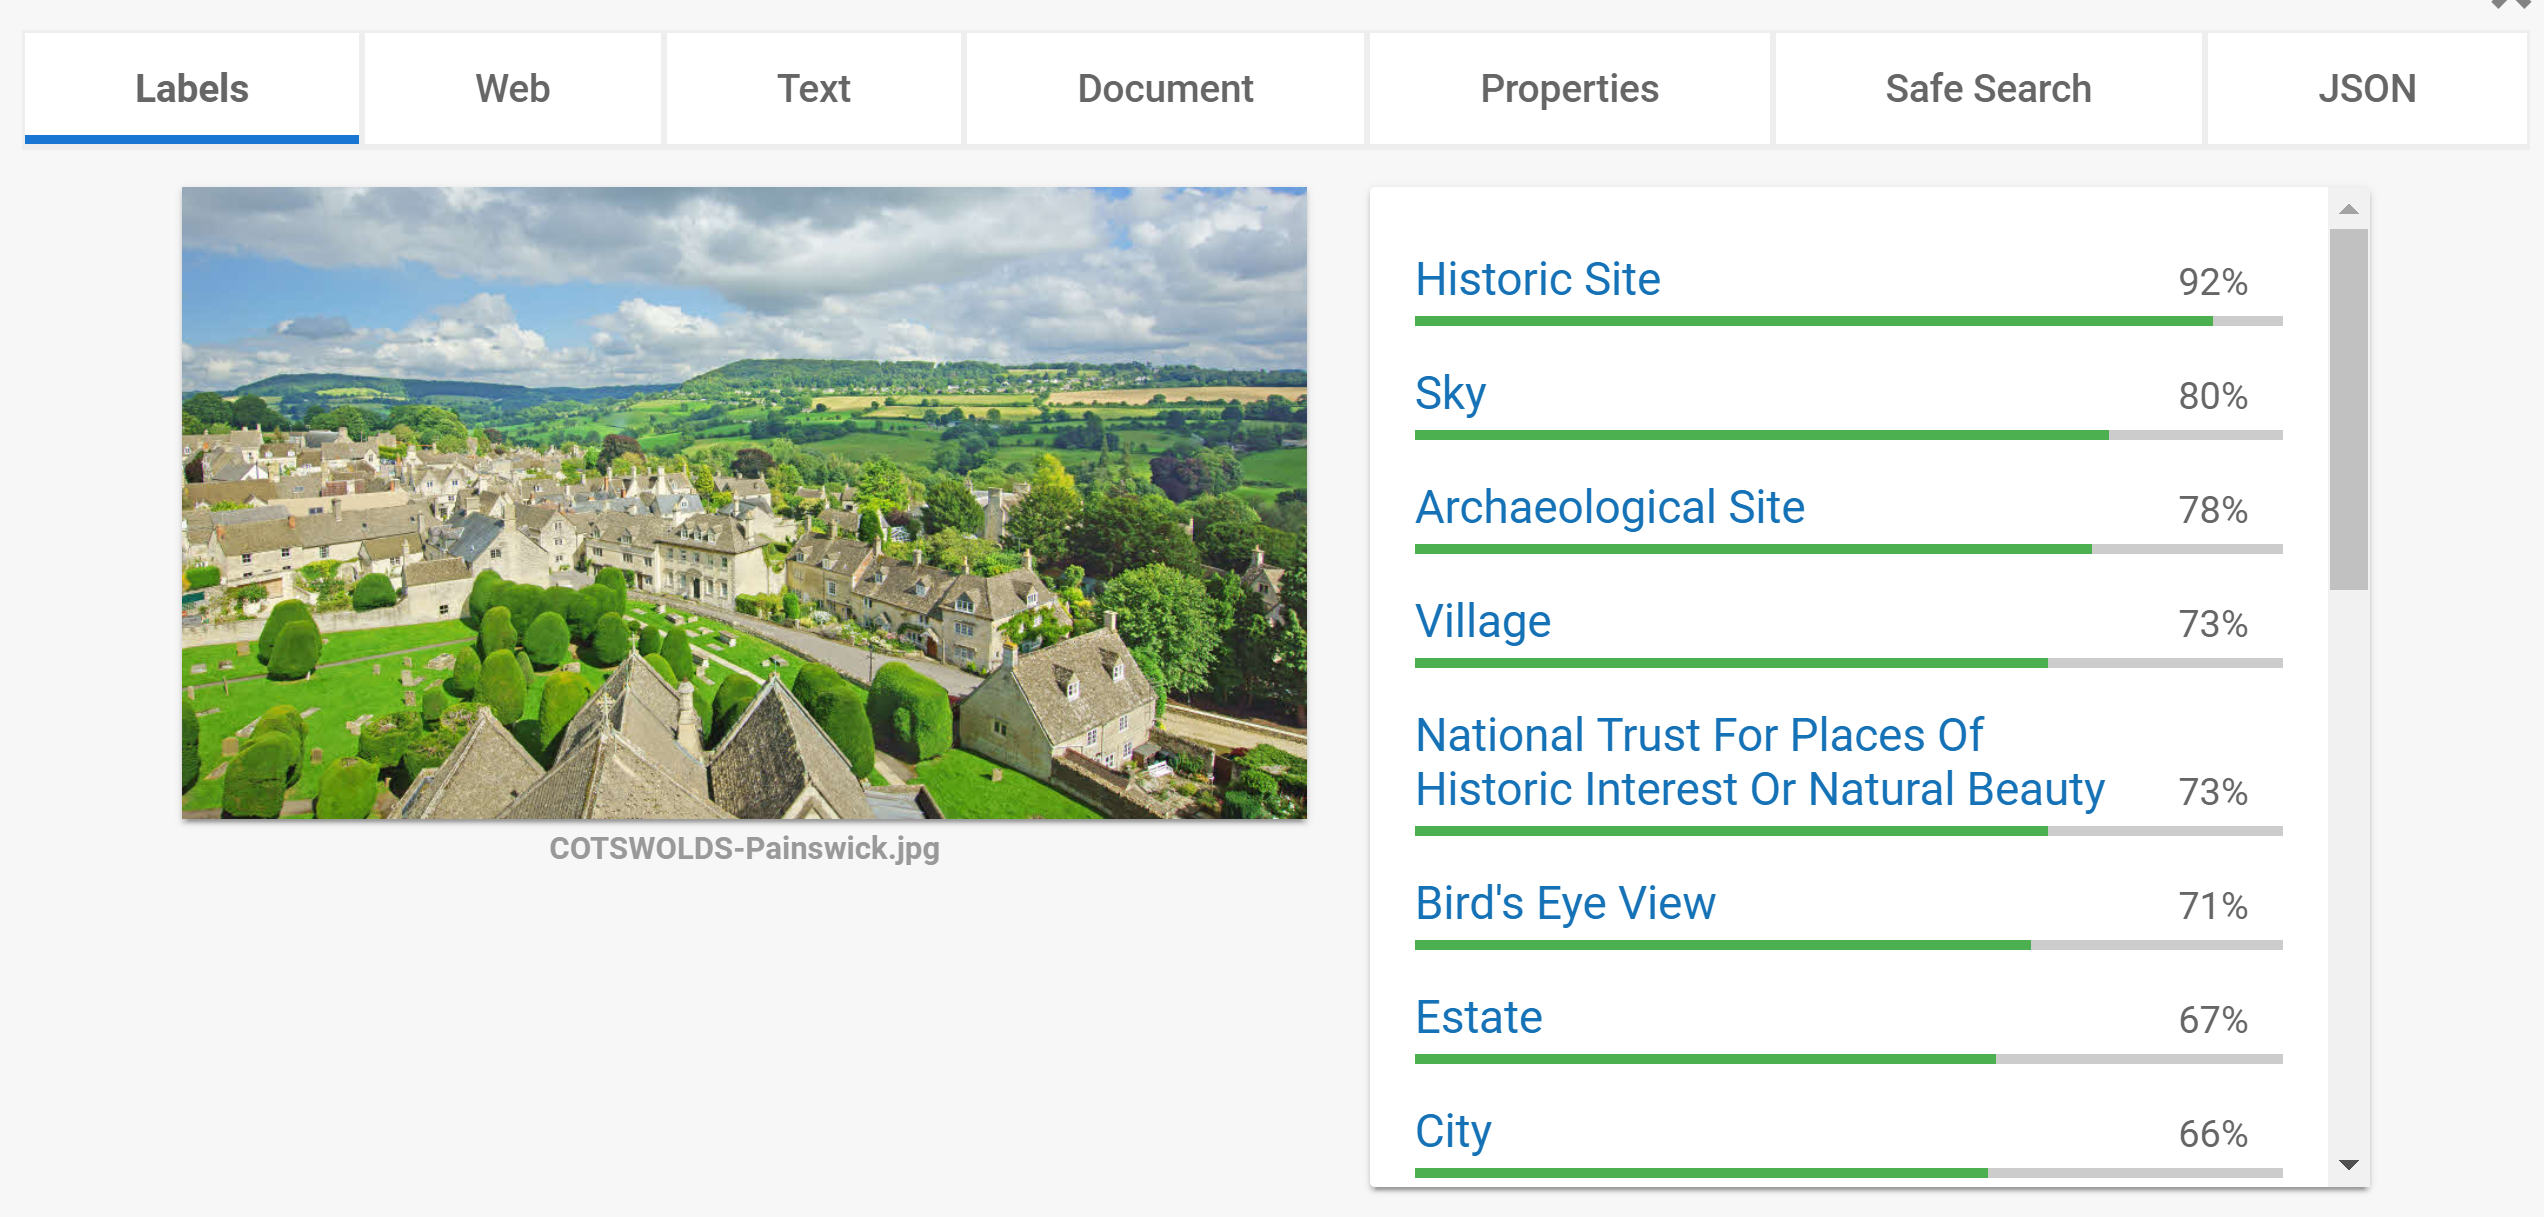 Labels
Web
Text
Document
Properties
Safe Search
JSON
COTSWOLDS-Painswick.jpg
Historic Site 92%
Sky 80%
Archaeological Site 78%
Village 73%
National Trust For Places Of
Historic Interest Or Natural Beauty 73%
Bird's Eye View 71%
Estate 67%
City 66%